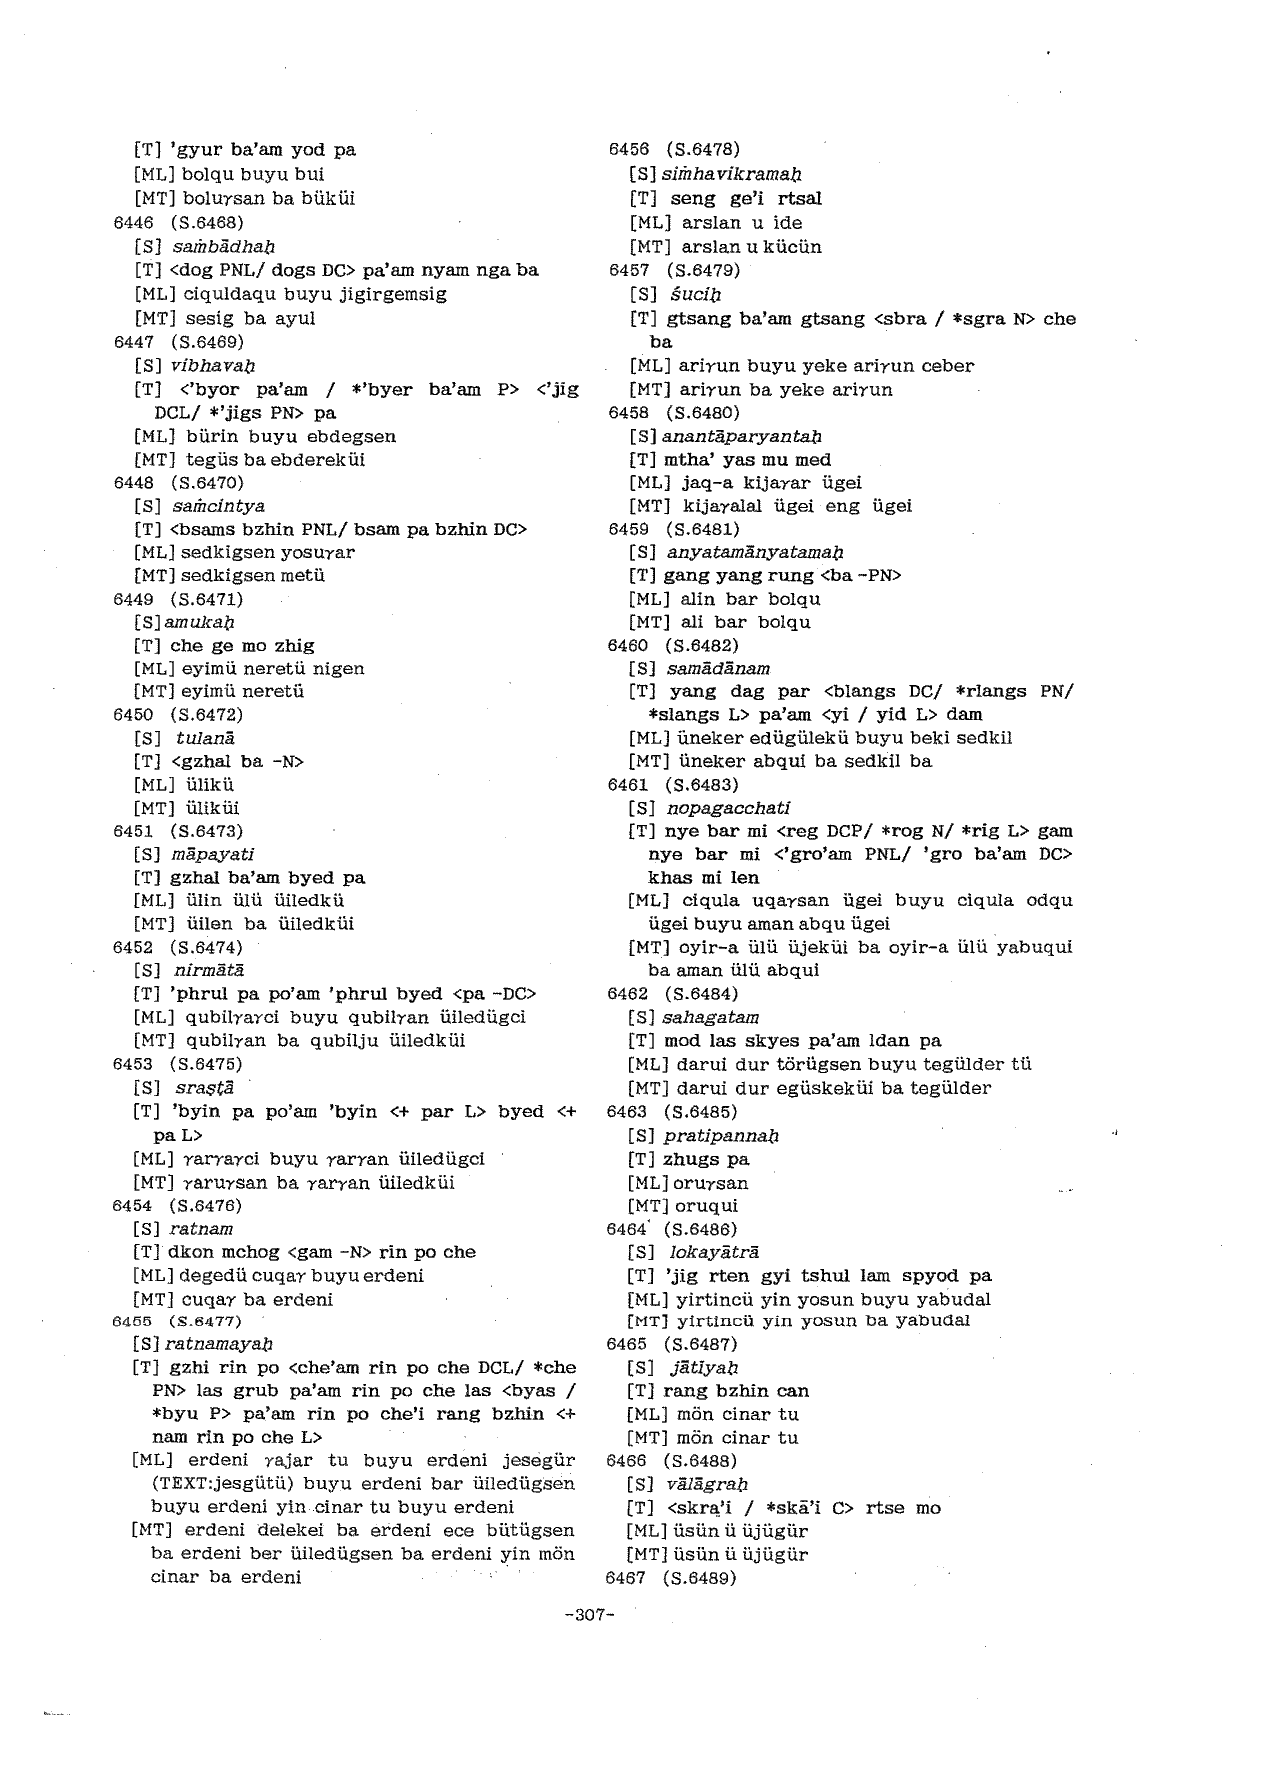 [T] 'gyur ba'am yod pa
[ML] bolqu buyu bui
[MT] boluγsan ba büküi
6446 (S.6468)
[S] saṁbādhaḥ
[T] <dog PNL/ dogs DC> pa'am nyam nga ba
[ML] ciquldaqu buyu jigirgemsig
[MT] sesig ba ayul
6447 (S.6469)
[S] vibhavaḥ
[T] <'byor pa'am / *'byer ba'am P> <'jig
DCL/ *'jigs PN> pa
[ML] bürin buyu ebdegsen
[MT] tegüs ba ebdereküi
6448 (S.6470)
[S] saṁcintya
[T] <bsams bzhin PNL/ bsam pa bzhin DC>
[ML] sedkigsen yosuγar
[MT] sedkigsen metü
6449 (S.6471)
[S] amukaḥ
[T] che ge mo zhig
[ML] eyimü neretü nigen
[MT] eyimü neretü
6450 (S.6472)
[S] tulanā
[T] <gzhal ba -N>
[ML] ülikü
[MT] üliküi
6451 (S.6473)
[S] māpayati
[T] gzhal ba'am byed pa
[ML] ülin ülü üiledkü
[MT] üilen ba üiledküi
6452 (S.6474)
[S] nirmātā
[T] 'phrul pa po'am 'phrul byed <pa -DC>
[ML] qubilγaγci buyu qubilγan üiledügci
[MT] qubilγan ba qubilju üiledküi
6453 (S.6475)
[S] sraṣṭā
[T] 'byin pa po'am 'byin <+ par L> byed <+
pa L>
[ML] γarγaγci buyu γarγan üiledügci
[MT] γaruγsan ba γarγan üiledküi
6454 (S.6476)
[S] ratnam
[T] dkon mchog <gam -N> rin po che
[ML] degedü cuqaγ buyu erdeni
[MT] cuqaγ ba erdeni
6455 (S.6477)
[S] ratnamayaḥ
[T] gzhi rin po <che'am rin po che DCL/ *che
PN> las grub pa'am rin po che las <byas /
*byu P> pa'am rin po che'i rang bzhin <+
nam rin po che L>
[ML] erdeni γajar tu buyu erdeni jesegür
(TEXT:jesgütü) buyu erdeni bar üiledügsen
buyu erdeni yin cinar tu buyu erdeni
[MT] erdeni delekei ba erdeni ece bütügsen
ba erdeni ber üiledügsen ba erdeni yin mön
cinar ba erdeni
6456 (S.6478)
[S] siṁhavikramaḥ
[T] seng ge'i rtsal
[ML] arslan u ide
[MT] arslan u kücün
6457 (S.6479)
[S] śuciḥ
[T] gtsang ba'am gtsang <sbra / *sgra N> che
ba
[ML] ariγun buyu yeke ariγun ceber
[MT] ariγun ba yeke ariγun
6458 (S.6480)
[S] anantāparyantaḥ
[T] mtha' yas mu med
[ML] jaq-a kijaγar ügei
[MT] kijaγalal ügei eng ügei
6459 (S.6481)
[S] anyatamānyatamaḥ
[T] gang yang rung <ba -PN>
[ML] alin bar bolqu
[MT] ali bar bolqu
6460 (S.6482)
[S] samādānam
[T] yang dag par <blangs DC/ *rlangs PN/
*slangs L> pa'am <yi / yid L> dam
[ML] üneker edügülekü buyu beki sedkil
[MT] üneker abqui ba sedkil ba
6461 (S.6483)
[S] nopagacchati
[T] nye bar mi <reg DCP/ *rog N/ *rig L> gam
nye bar mi <'gro'am PNL/ 'gro ba'am DC>
khas mi len
[ML] ciqula uqaγsan ügei buyu ciqula odqu
ügei buyu aman abqu ügei
[MT] oyir-a ülü üjeküi ba oyir-a ülü yabuqui
ba aman ülü abqui
6462 (S.6484)
[S] sahagatam
[T] mod las skyes pa'am ldan pa
[ML] darui dur törügsen buyu tegülder tü
[MT] darui dur egüskeküi ba tegülder
6463 (S.6485)
[S] pratipannaḥ
[T] zhugs pa
[ML] oruγsan
[MT] oruqui
6464 (S.6486)
[S] lokayātrā
[T] 'jig rten gyi tshul lam spyod pa
[ML] yirtincü yin yosun buyu yabudal
[MT] yirtincü yin yosun ba yabudal
6465 (S.6487)
[S] jātīyaḥ
[T] rang bzhin can
[ML] mön cinar tu
[MT] mön cinar tu
6466 (S.6488)
[S] vālāgraḥ
[T] <skra'i / *skā'i C> rtse mo
[ML] üsün ü üjügür
[MT] üsün ü üjügür
6467 (S.6489)
-307-